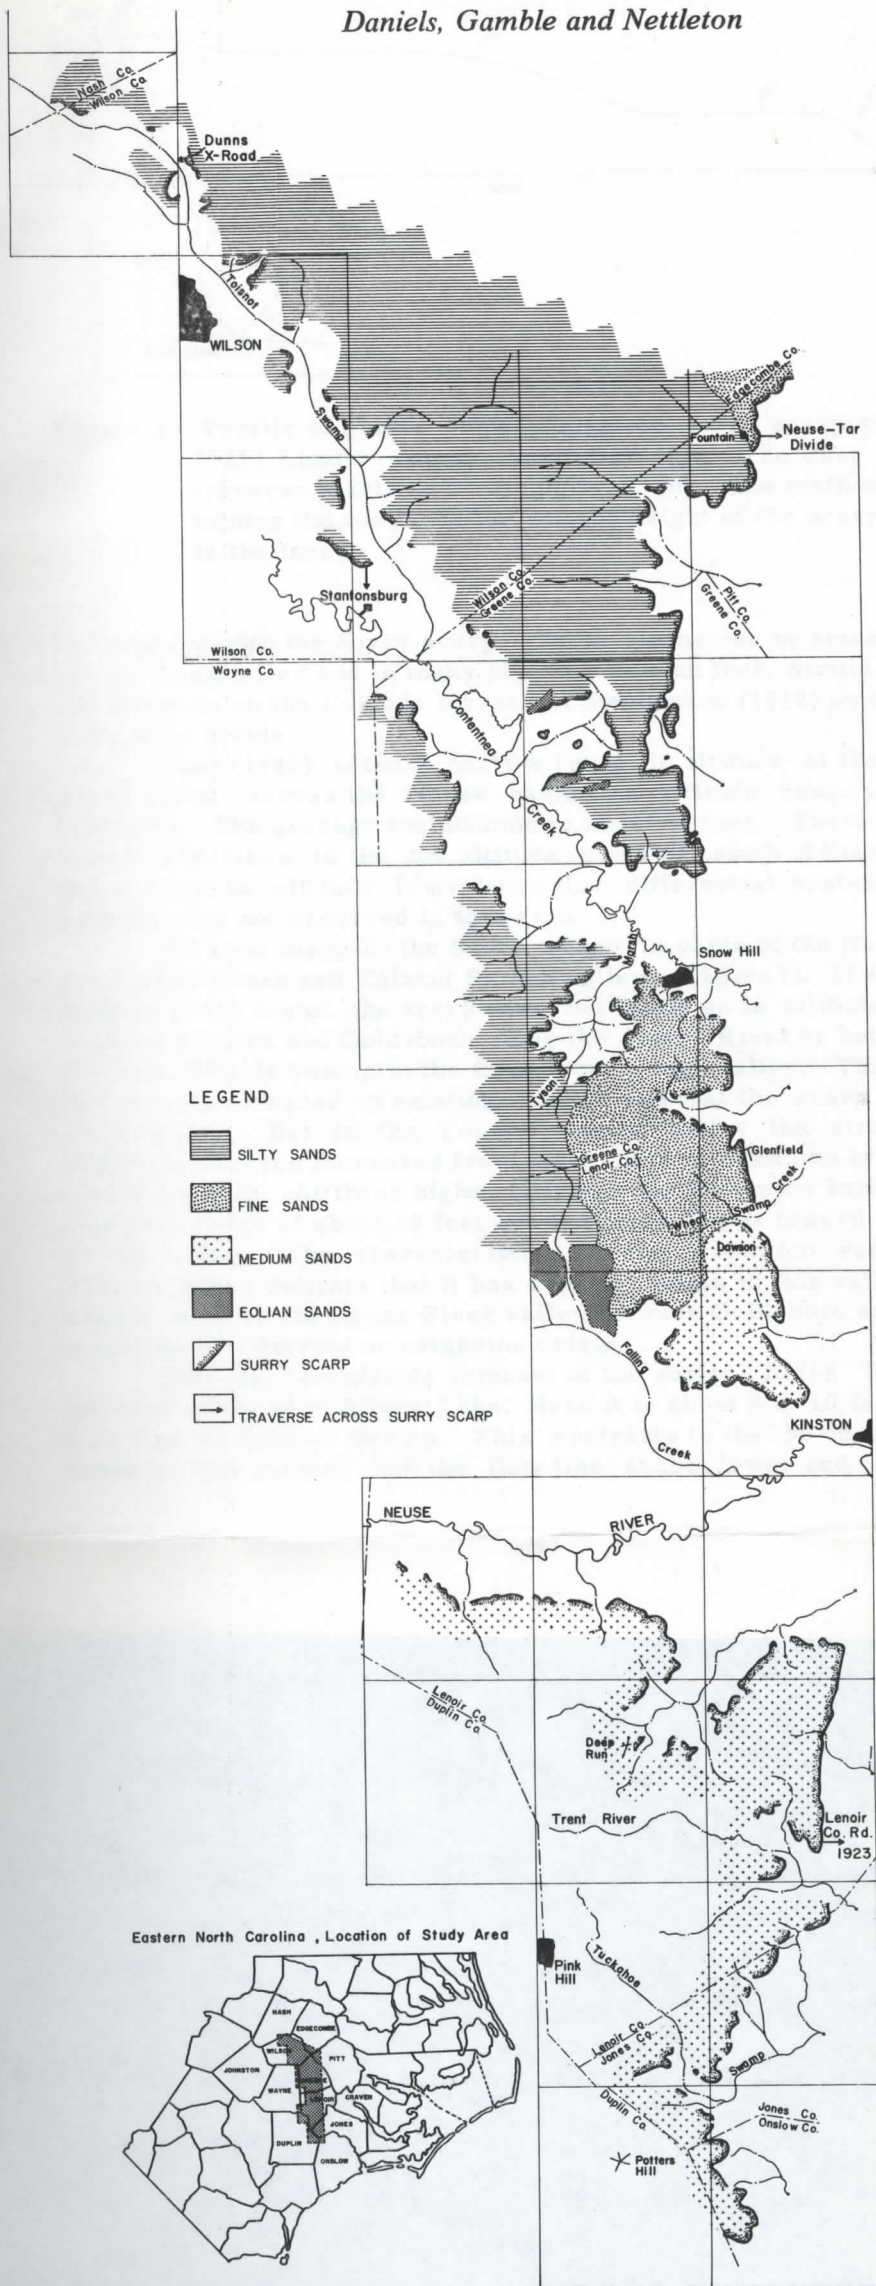 Daniels, Gamble and Nettleton
Nash Co.
Wilson Co.
Dunns
X-Road
Toisnot
WILSON
Swamp
Edgecombe Co.
Fountain
Neuse-Tar
Divide
Stantonsburg
Wilson Co.
Greene Co.
Pitt Co.
Greene Co.
Wilson Co.
Wayne Co.
Contentnea
Creek
Marsh
Snow Hill
Tyson
LEGEND
SILTY SANDS
FINE SANDS
MEDIUM SANDS
EOLIAN SANDS
SURRY SCARP
TRAVERSE ACROSS SURRY SCARP
Greene Co.
Lenoir Co.
Glenfield
Wheat Swamp Creek
Dawson
Falling
Creek
KINSTON
NEUSE
RIVER
Lenoir Co.
Duplin Co.
Deep
Run
Trent River
Lenoir
Co. Rd.
1923
Eastern North Carolina, Location of Study Area
Pink
Hill
Tuckahoe
Lenoir Co.
Jones Co.
Swamp
Duplin Co.
Jones Co.
Onslow Co.
Potters
Hill
NASH
EDGECOMBE
WILSON
PITT
JOHNSTON
WAYNE
LENOIR
CRAVEN
JONES
DUPLIN
ONSLOW